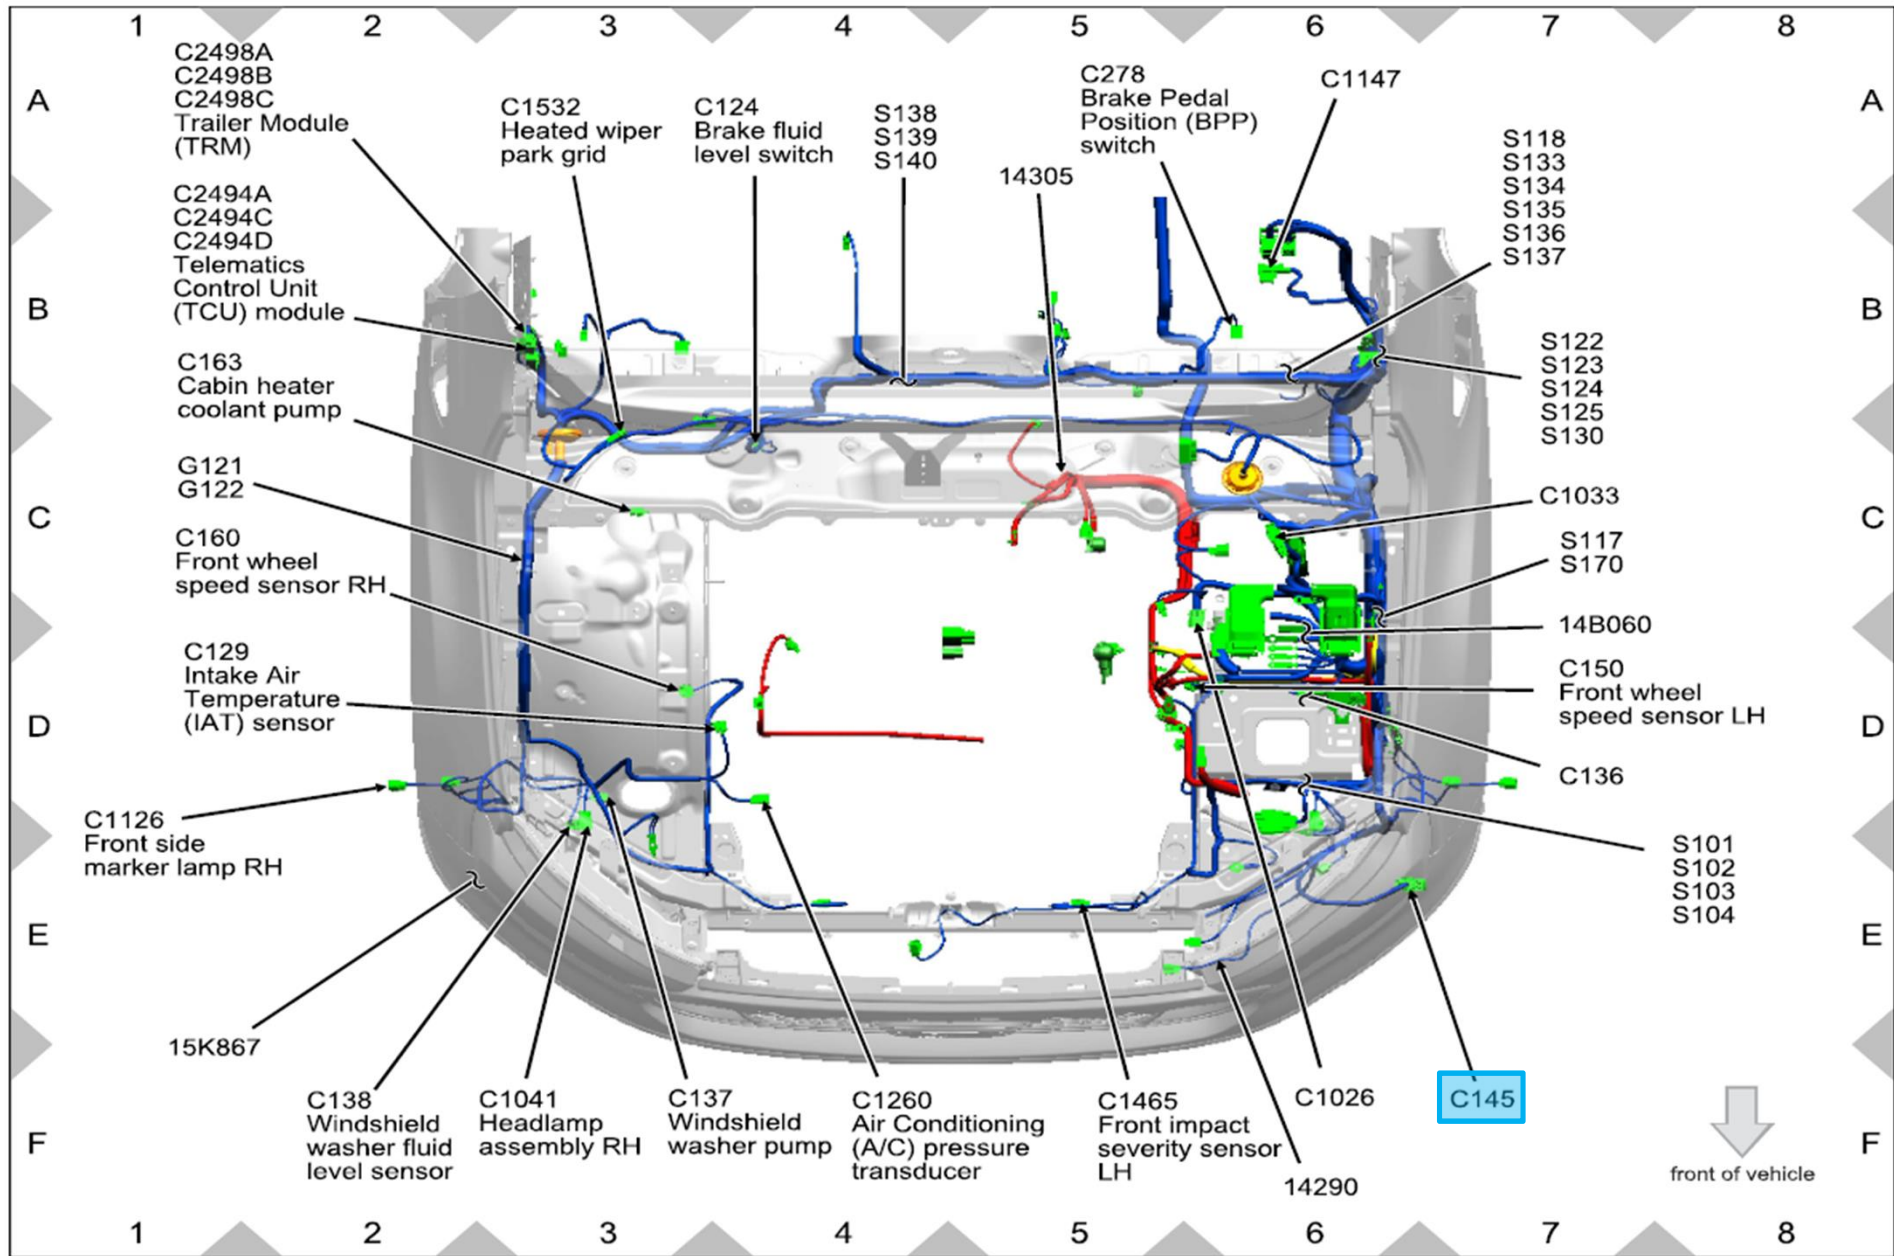 1 2 3 4 5 6 7 8
A
B
C
D
E
F
C2498A
C2498B
C2498C
Trailer Module
(TRM)
C2494A
C2494C
C2494D
Telematics
Control Unit
(TCU) module
C163
Cabin heater
coolant pump
G121
G122
C160
Front wheel
speed sensor RH
C129
Intake Air
Temperature
(IAT) sensor
C1126
Front side
marker lamp RH
15K867
C1532
Heated wiper
park grid
C124
Brake fluid
level switch
S138
S139
S140
14305
C278
Brake Pedal
Position (BPP)
switch
C1147
S118
S133
S134
S135
S136
S137
S122
S123
S124
S125
S130
C1033
S117
S170
14B060
C150
Front wheel
speed sensor LH
C136
S101
S102
S103
S104
C138
Windshield
washer fluid
level sensor
C1041
Headlamp
assembly RH
C137
Windshield
washer pump
C1260
Air Conditioning
(A/C) pressure
transducer
C1465
Front impact
severity sensor
LH
14290
C1026
C145
front of vehicle
A
B
C
D
E
F
1 2 3 4 5 6 7 8